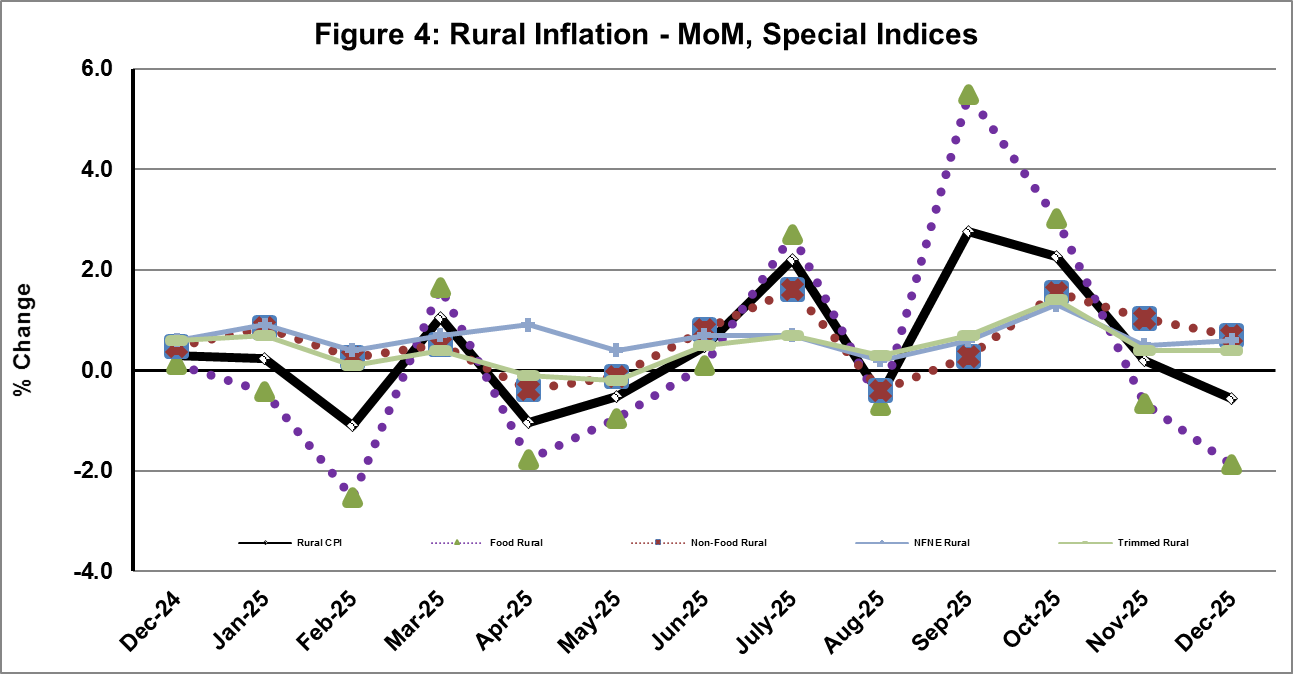 Figure 4: Rural Inflation - MoM, Special Indices
% Change
6.0
4.0
2.0
0.0
-2.0
-4.0
Rural CPI Food Rural Non-Food Rural NFNE Rural Trimmed Rural
Dec-24 Jan-25 Feb-25 Mar-25 Apr-25 May-25 Jun-25 July-25 Aug-25 Sep-25 Oct-25 Nov-25 Dec-25